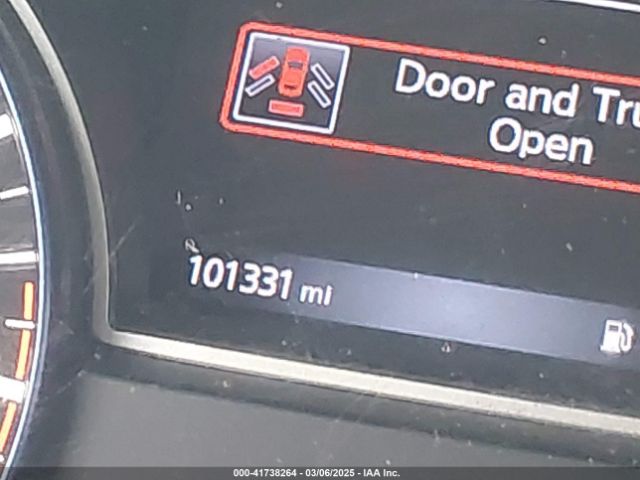 Door and Tru
Open
101331 mi
000-41738264 - 03/06/2025 - IAA Inc.